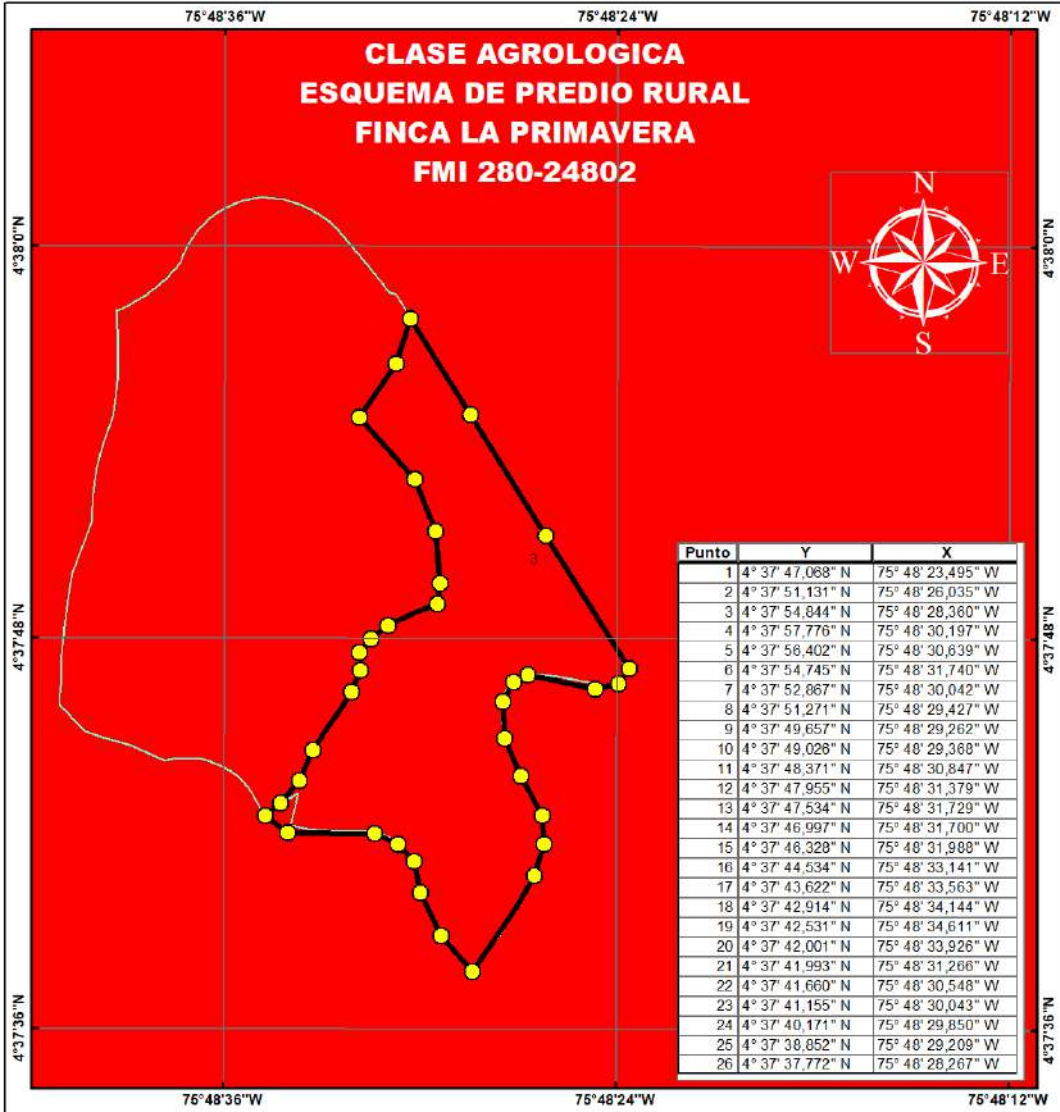 75°48'36"W 75°48'24"W 75°48'12"W
CLASE AGROLOGICA
ESQUEMA DE PREDIO RURAL
FINCA LA PRIMAVERA
FMI 280-24802
N
W E
S
4°38'0"N 4°38'0"N
3
4°37'48"N 4°37'48"N
Punto Y X
1 4° 37' 47,068" N 75° 48' 23,495" W
2 4° 37' 51,131" N 75° 48' 26,035" W
3 4° 37' 54,844" N 75° 48' 28,360" W
4 4° 37' 57,776" N 75° 48' 30,197" W
5 4° 37' 56,402" N 75° 48' 30,639" W
6 4° 37' 54,745" N 75° 48' 31,740" W
7 4° 37' 52,867" N 75° 48' 30,042" W
8 4° 37' 51,271" N 75° 48' 29,427" W
9 4° 37' 49,657" N 75° 48' 29,262" W
10 4° 37' 49,026" N 75° 48' 29,368" W
11 4° 37' 48,371" N 75° 48' 30,847" W
12 4° 37' 47,955" N 75° 48' 31,379" W
13 4° 37' 47,534" N 75° 48' 31,729" W
14 4° 37' 46,997" N 75° 48' 31,700" W
15 4° 37' 46,328" N 75° 48' 31,988" W
16 4° 37' 44,534" N 75° 48' 33,141" W
17 4° 37' 43,622" N 75° 48' 33,563" W
18 4° 37' 42,914" N 75° 48' 34,144" W
19 4° 37' 42,531" N 75° 48' 34,611" W
20 4° 37' 42,001" N 75° 48' 33,926" W
21 4° 37' 41,993" N 75° 48' 31,266" W
22 4° 37' 41,660" N 75° 48' 30,548" W
23 4° 37' 41,155" N 75° 48' 30,043" W
24 4° 37' 40,171" N 75° 48' 29,850" W
25 4° 37' 38,852" N 75° 48' 29,209" W
26 4° 37' 37,772" N 75° 48' 28,267" W
4°37'36"N 4°37'36"N
75°48'36"W 75°48'24"W 75°48'12"W